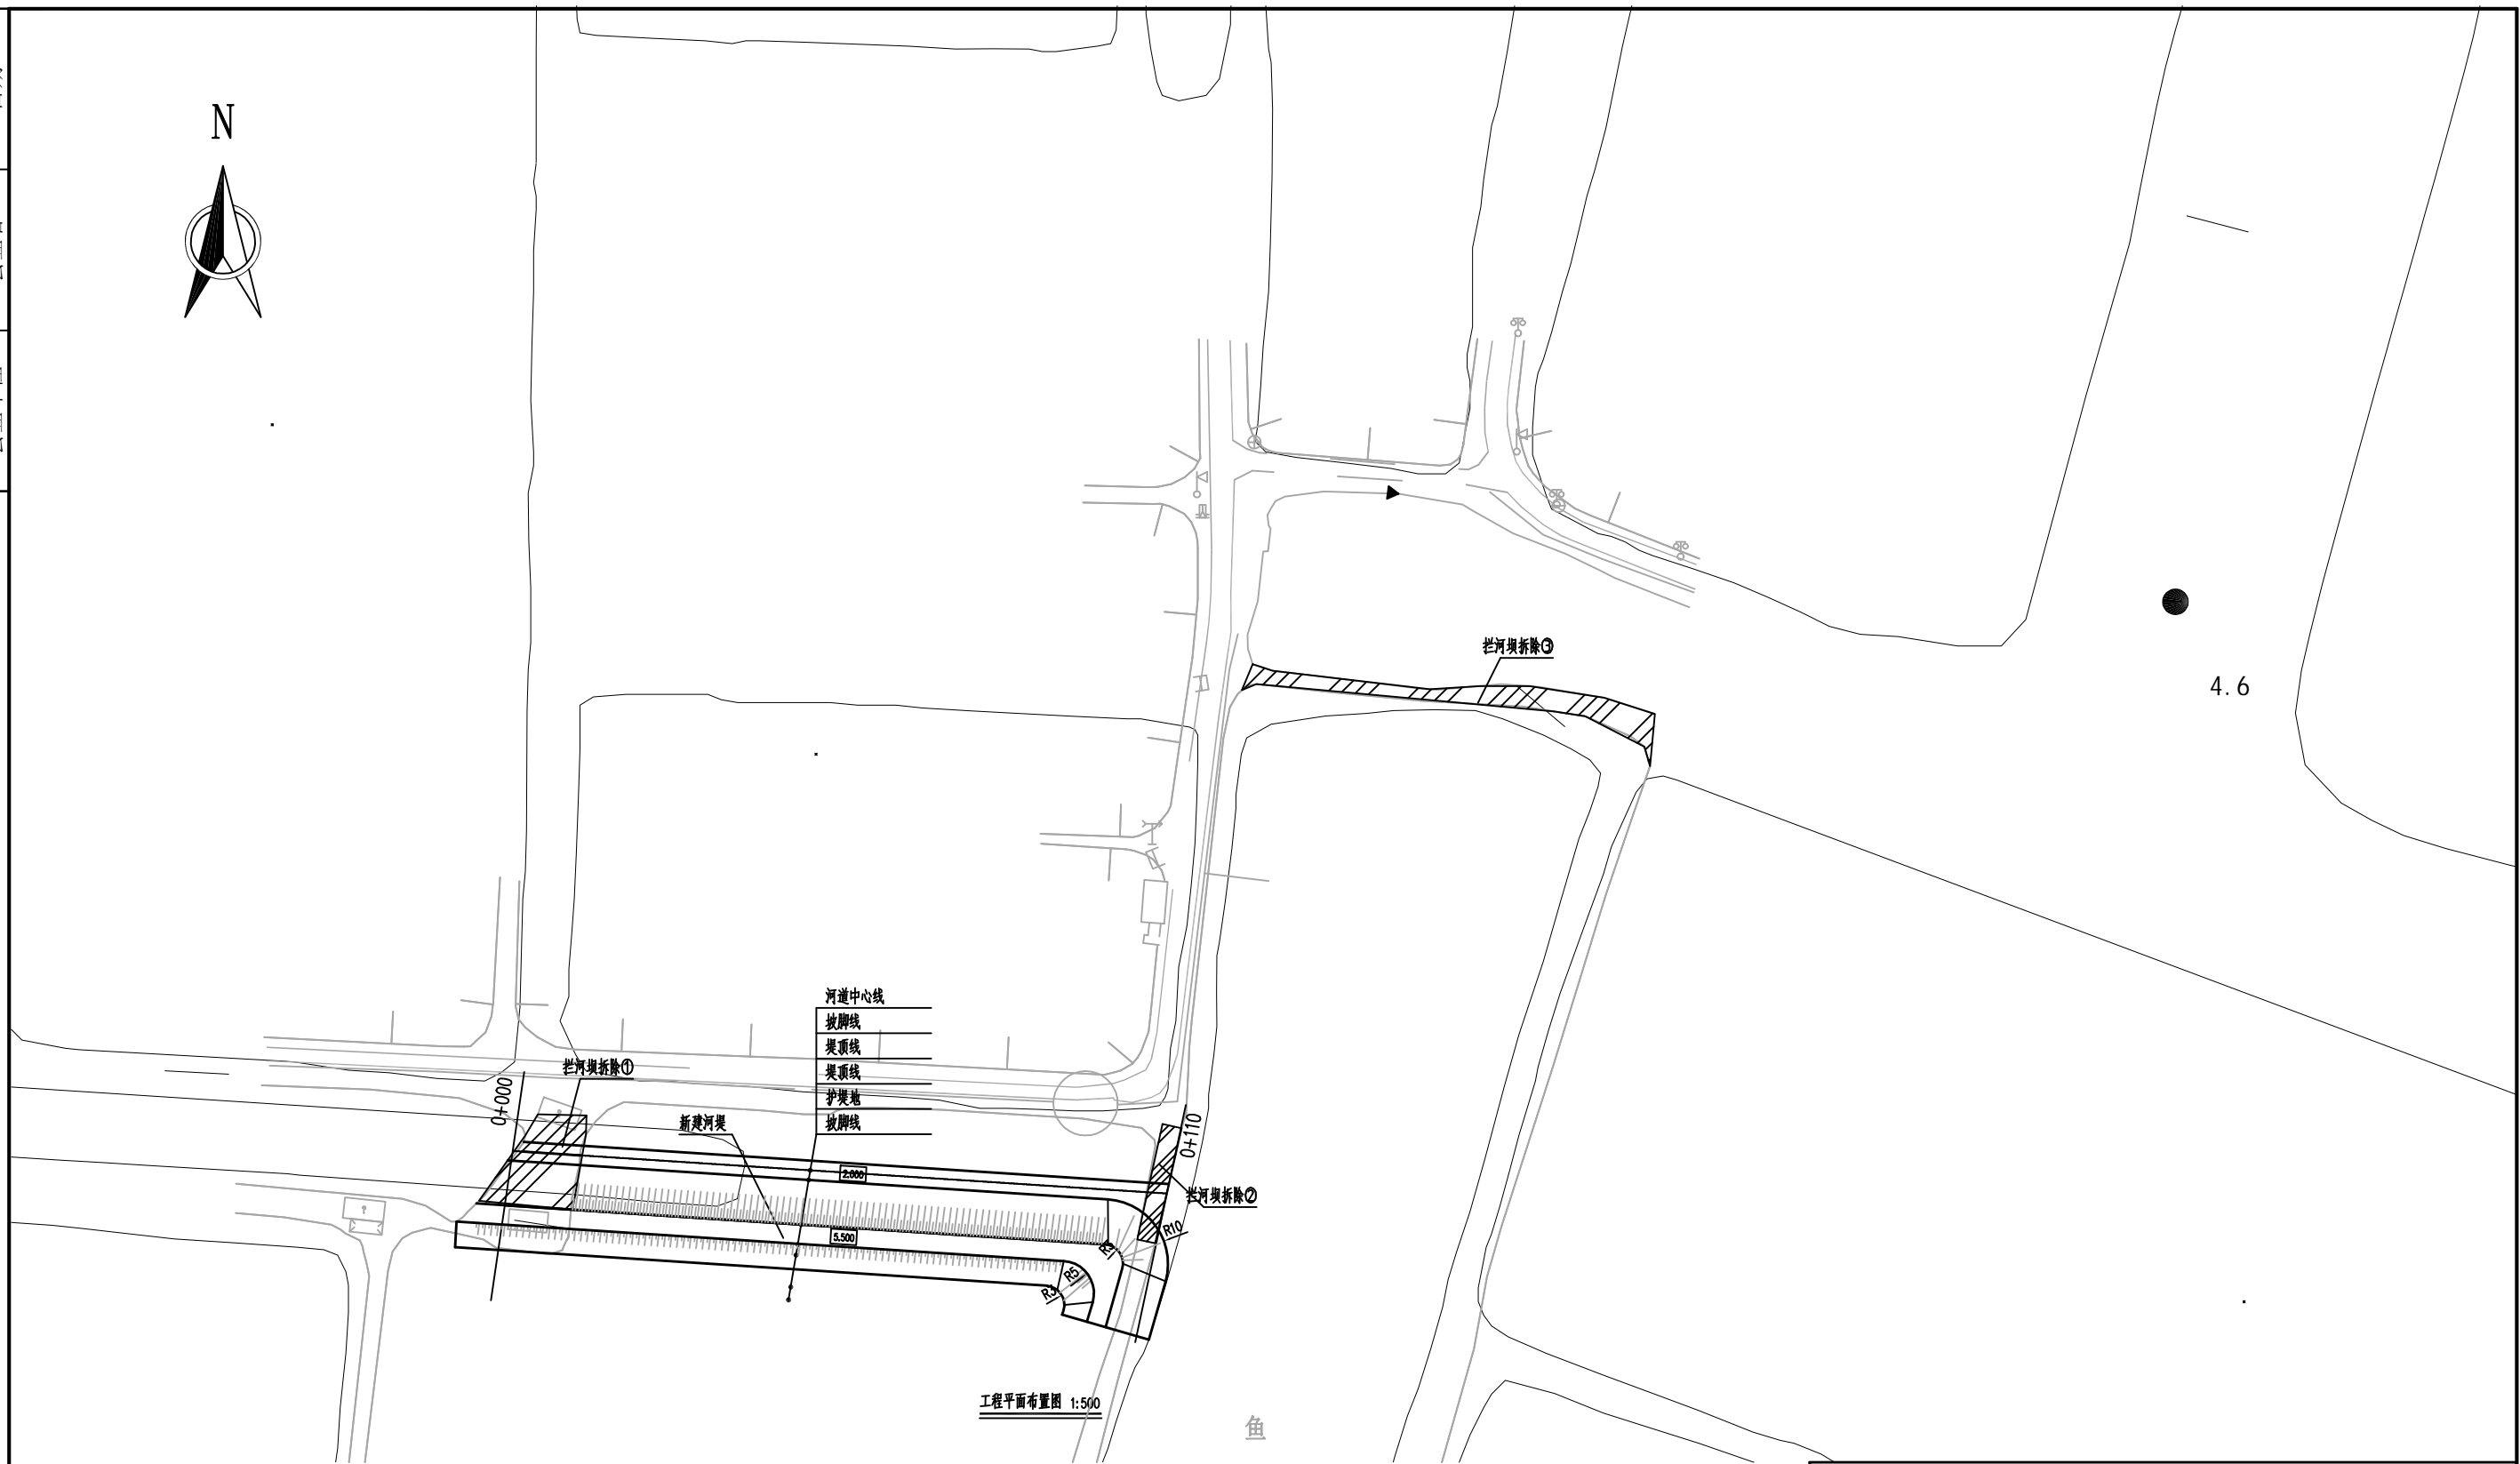 N
拦河坝拆除③
4.6
河道中心线
坡脚线
堤顶线
堤顶线
护堤地
坡脚线
拦河坝拆除①
0+000
新建河堤
0+110
2.000
拦河坝拆除②
5.500
R10
R5
R3
工程平面布置图 1:500
鱼